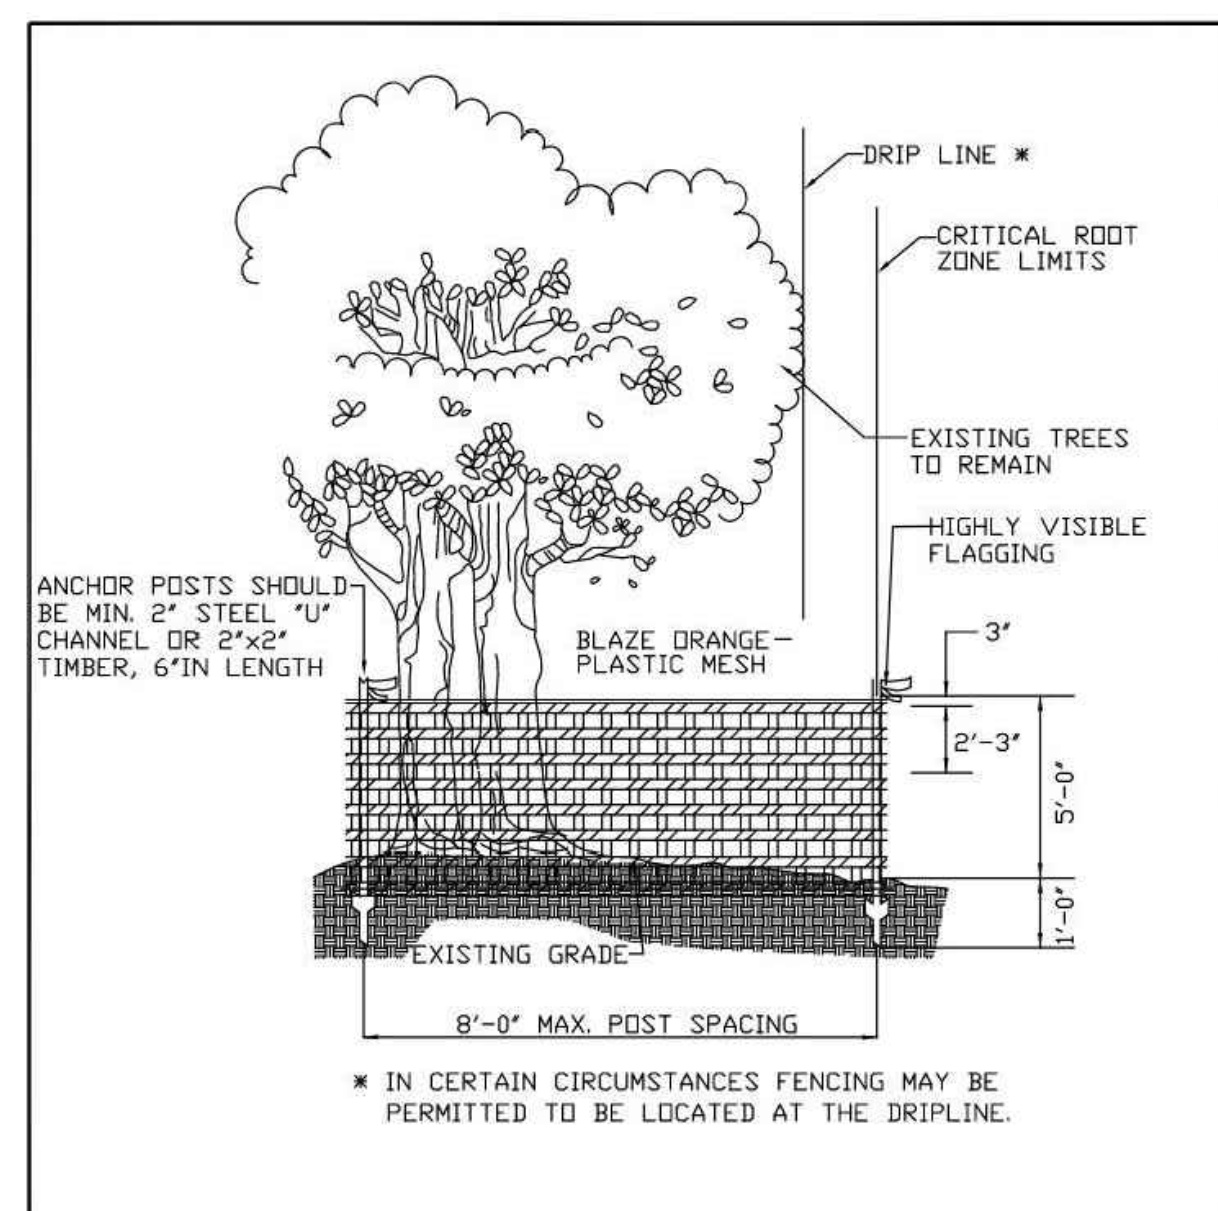 DRIP LINE *
CRITICAL ROOT
ZONE LIMITS
EXISTING TREES
TO REMAIN
HIGHLY VISIBLE
FLAGGING
ANCHOR POSTS SHOULD
BE MIN. 2" STEEL "U"
CHANNEL OR 2"x2"
TIMBER, 6"IN LENGTH
BLAZE ORANGE
PLASTIC MESH
3"
2'-3"
5'-0"
1'-0"
EXISTING GRADE
8'-0" MAX. POST SPACING
* IN CERTAIN CIRCUMSTANCES FENCING MAY BE
PERMITTED TO BE LOCATED AT THE DRIPLINE.